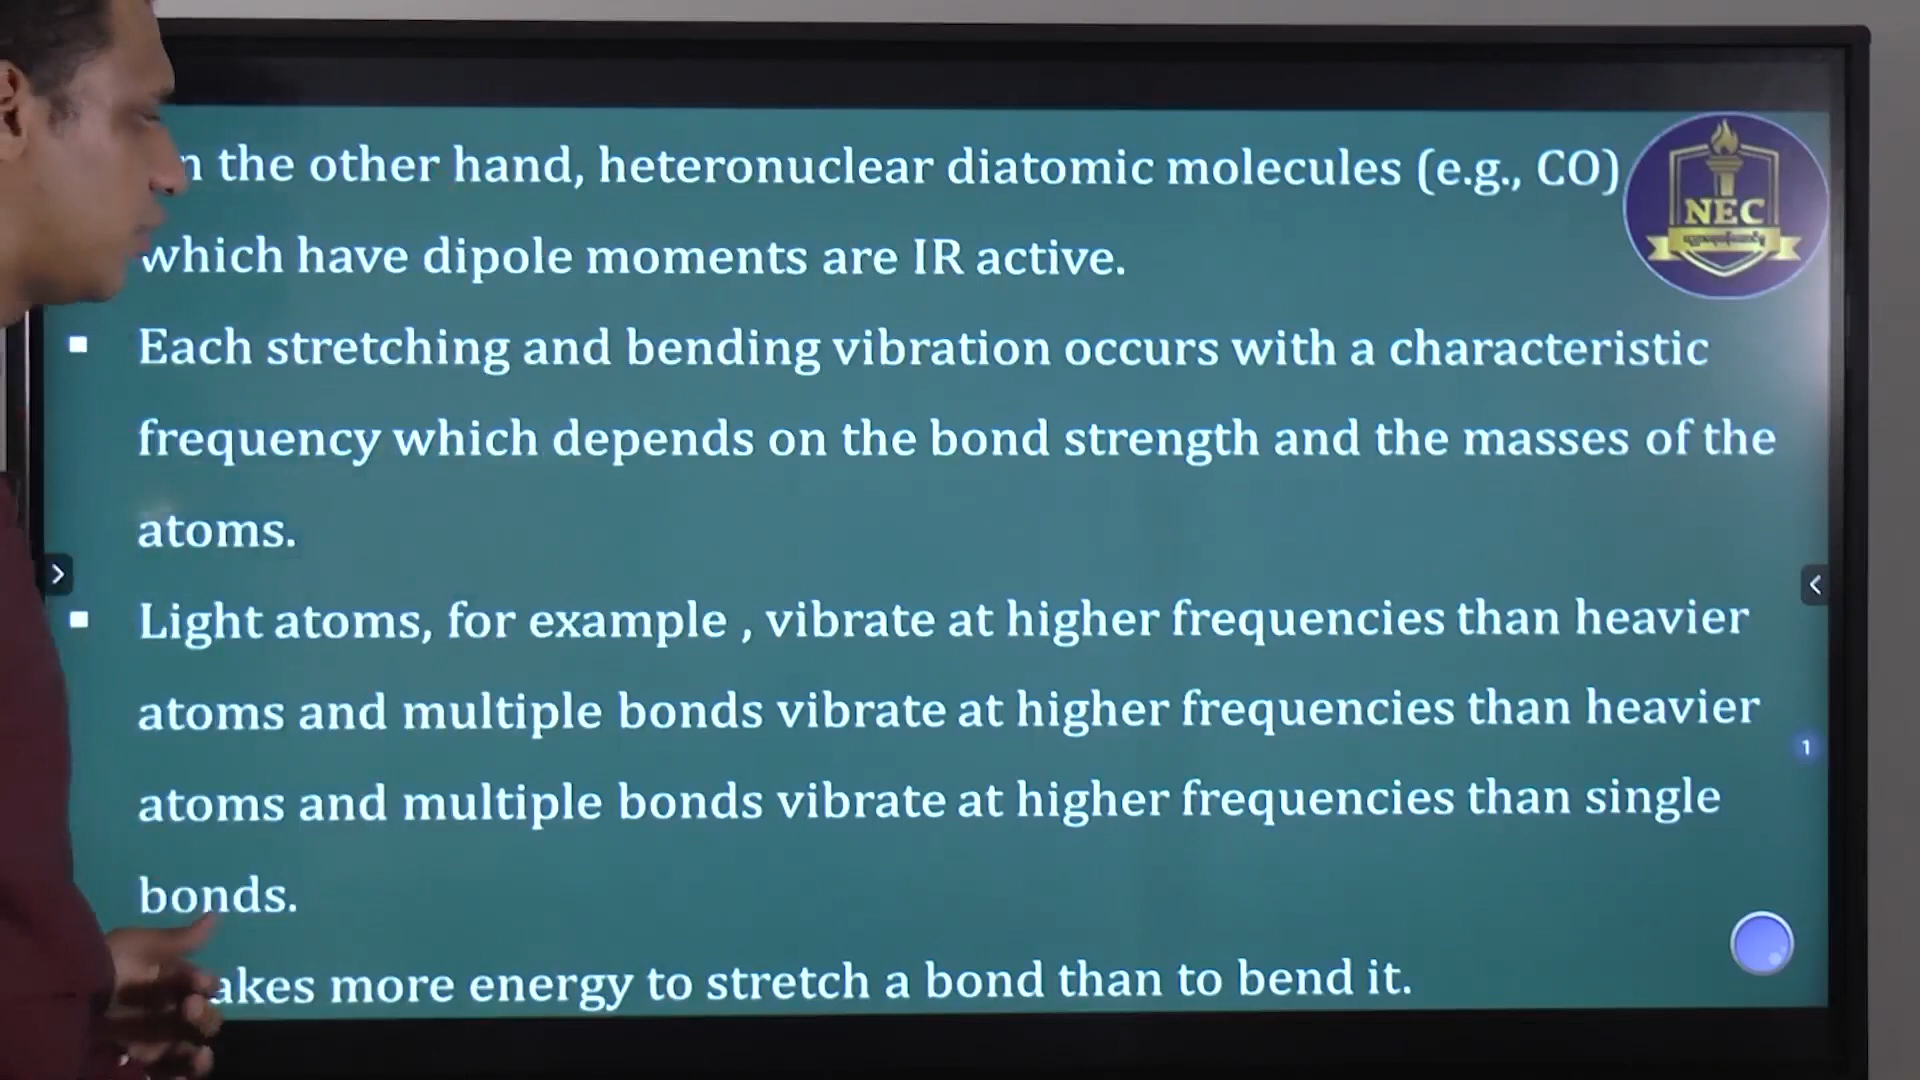 n the other hand, heteronuclear diatomic molecules (e.g., CO)
which have dipole moments are IR active.
NEC
▪ Each stretching and bending vibration occurs with a characteristic
frequency which depends on the bond strength and the masses of the
atoms.
▪ Light atoms, for example , vibrate at higher frequencies than heavier
atoms and multiple bonds vibrate at higher frequencies than heavier
1
atoms and multiple bonds vibrate at higher frequencies than single
bonds.
akes more energy to stretch a bond than to bend it.